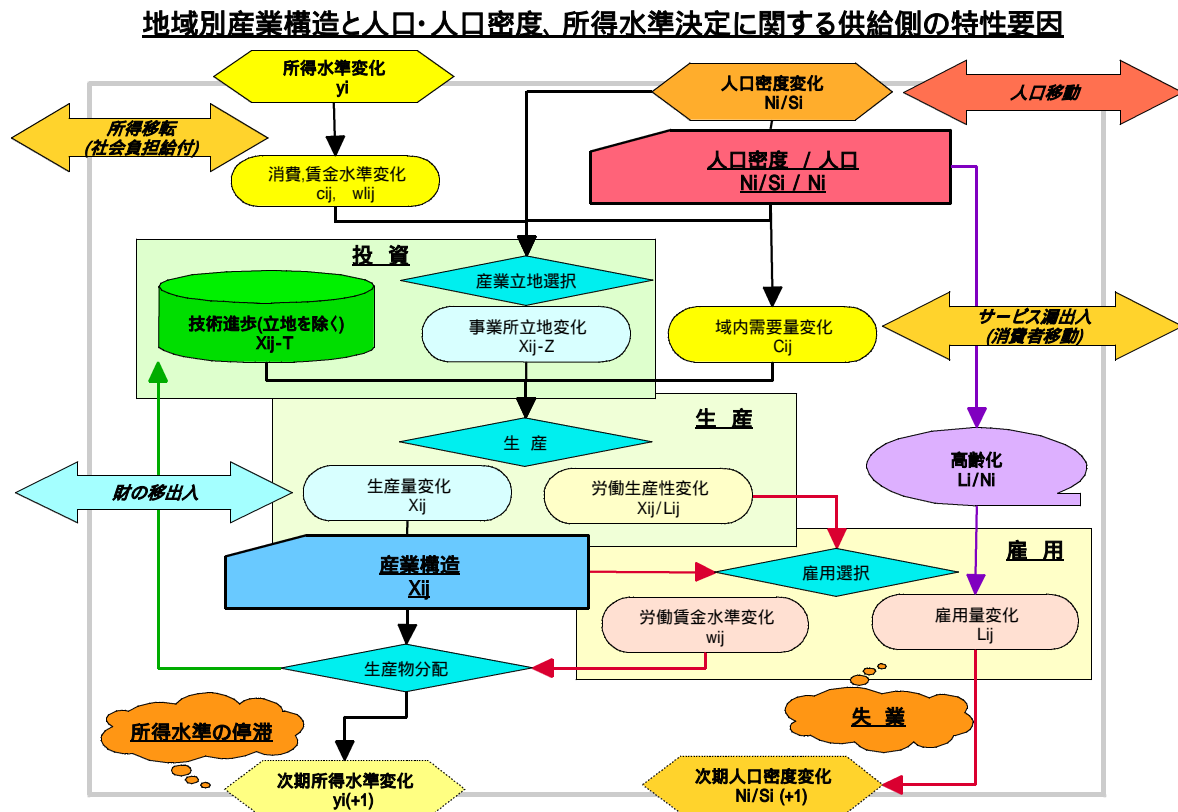 地域別産業構造と人口・人口密度、所得水準決定に関する供給側の特性要因
所得水準変化
yi
人口密度変化
Ni/Si
人口移動
所得移転
(社会負担給付)
消費,賃金水準変化
cij, wlij
人口密度 / 人口
Ni/Si / Ni
投 資
産業立地選択
技術進歩(立地を除く)
Xij-T
事業所立地変化
Xij-Z
域内需要量変化
Cij
サービス漏出入
(消費者移動)
生 産
生 産
高齢化
Li/Ni
財の移出入
生産量変化
Xij
労働生産性変化
Xij/Lij
雇 用
産業構造
Xij
雇用選択
労働賃金水準変化
wij
雇用量変化
Lij
生産物分配
所得水準の停滞
失 業
次期所得水準変化
yi(+1)
次期人口密度変化
Ni/Si (+1)